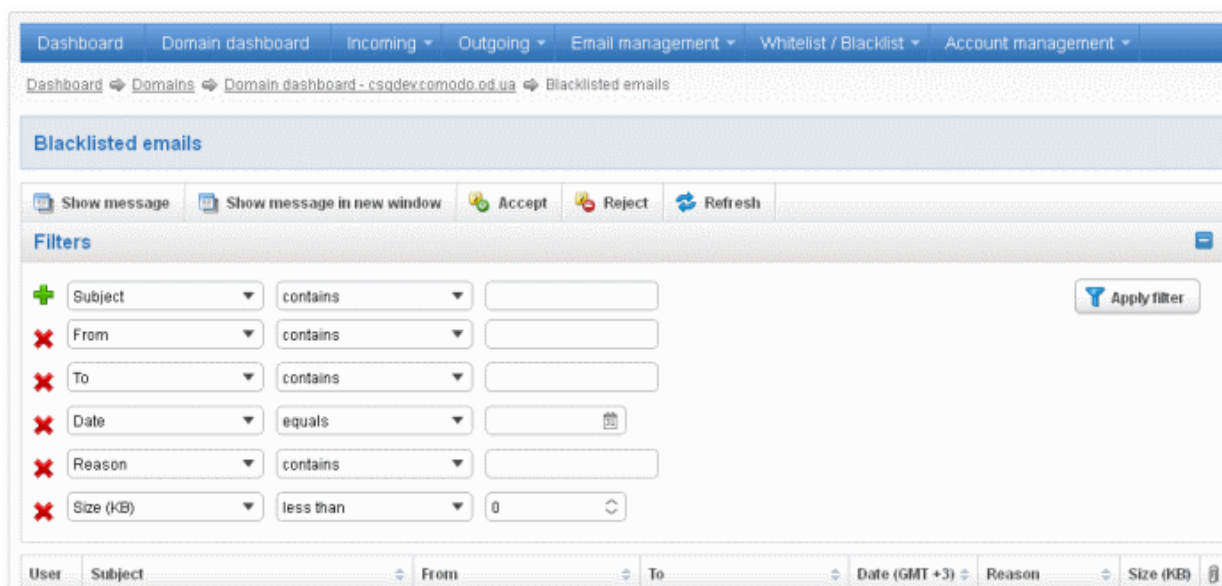 Dashboard Domain dashboard Incoming Outgoing Email management Whitelist / Blacklist Account management
Dashboard Domains Domain dashboard - csqdev.comodo.od.ua Blacklisted emails
Blacklisted emails
Show message Show message in new window Accept Reject Refresh
Filters
Subject contains Apply filter
From contains
To contains
Date equals
Reason contains
Size (KB) less than 0
User Subject From To Date (GMT +3) Reason Size (KB)